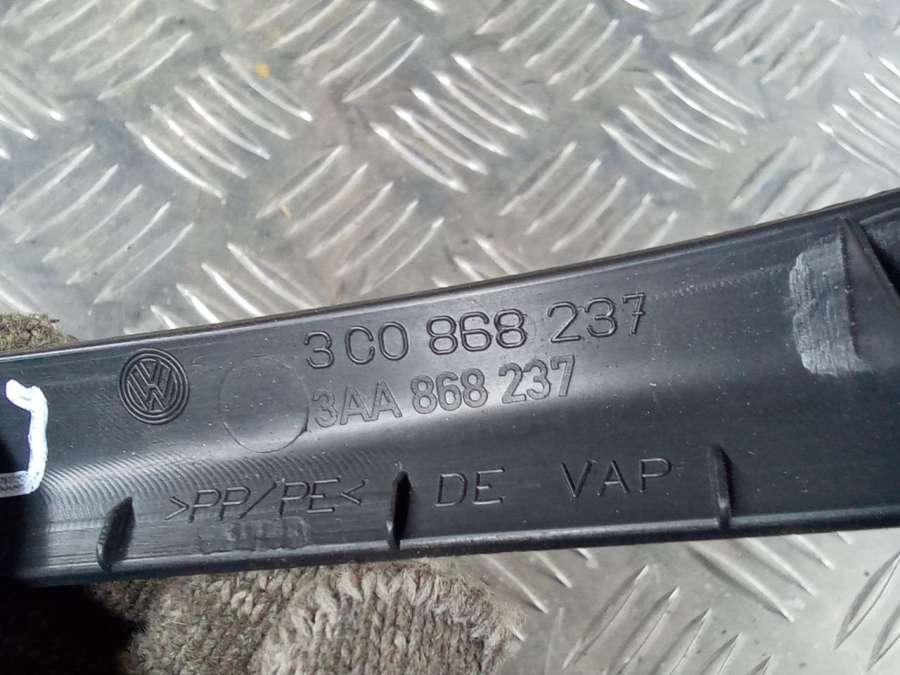 3C0 868 237
3AA 868 237
>PP/PE< DE VAP